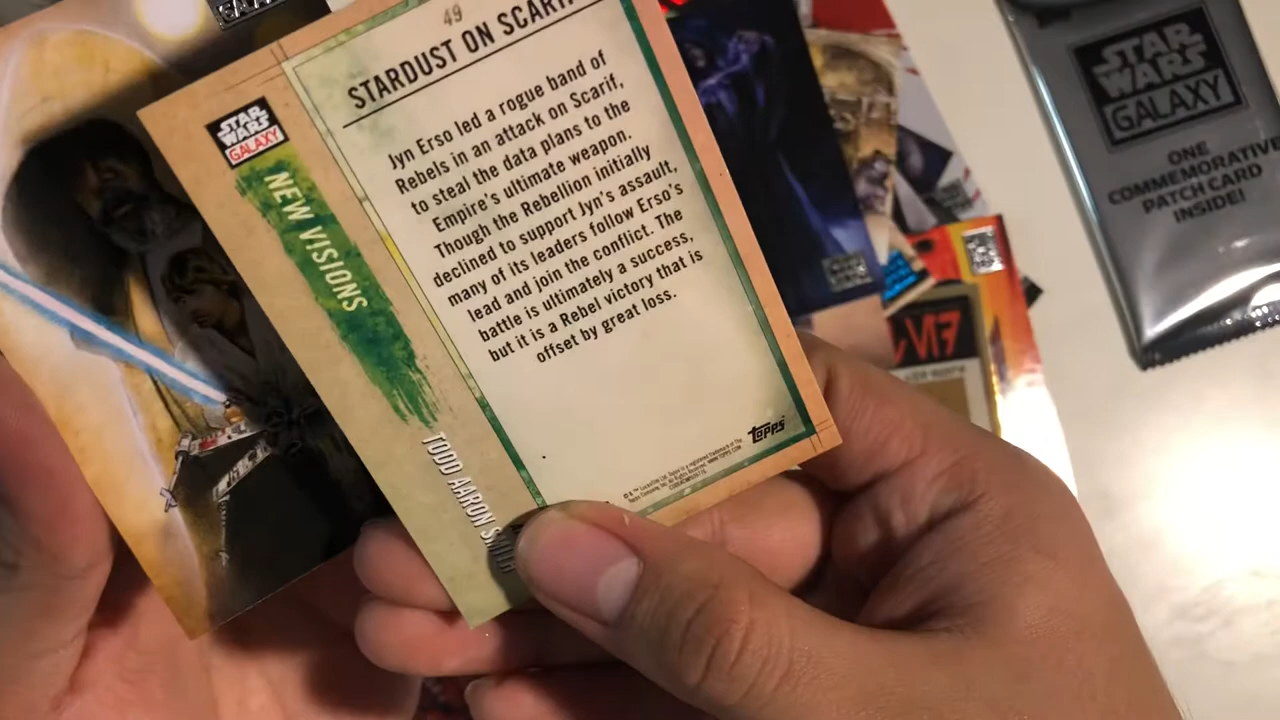 49
STARDUST ON SCARIF
Jyn Erso led a rogue band of
Rebels in an attack on Scarif,
to steal the data plans to the
Empire's ultimate weapon.
Though the Rebellion initially
declined to support Jyn's assault,
many of its leaders follow Erso's
lead and join the conflict. The
battle is ultimately a success,
but it is a Rebel victory that is
offset by great loss.
STAR
WARS
GALAXY
NEW VISIONS
TODD AARON SMITH
topps
STAR
WARS
GALAXY
ONE
COMMEMORATIVE
PATCH CARD
INSIDE!